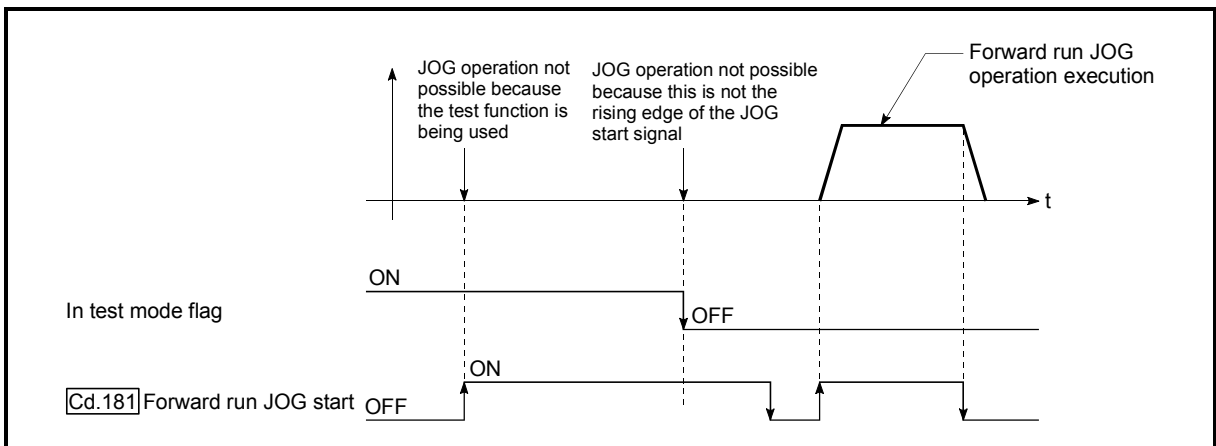 Forward run JOG
operation execution
JOG operation not
possible because
the test function is
being used
JOG operation not possible
because this is not the
rising edge of the JOG
start signal
t
ON
In test mode flag
OFF
ON
Cd.181 Forward run JOG start OFF